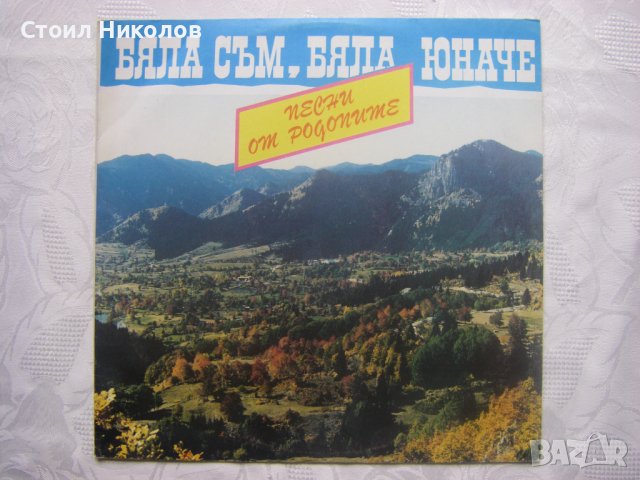 Стоил Николов
БЯЛА СЪМ, БЯЛА ЮНАЧЕ
ПЕСНИ
ОТ РОДОПИТЕ
BAZAR